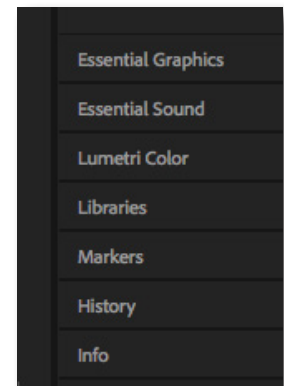 Essential Graphics
Essential Sound
Lumetri Color
Libraries
Markers
History
Info